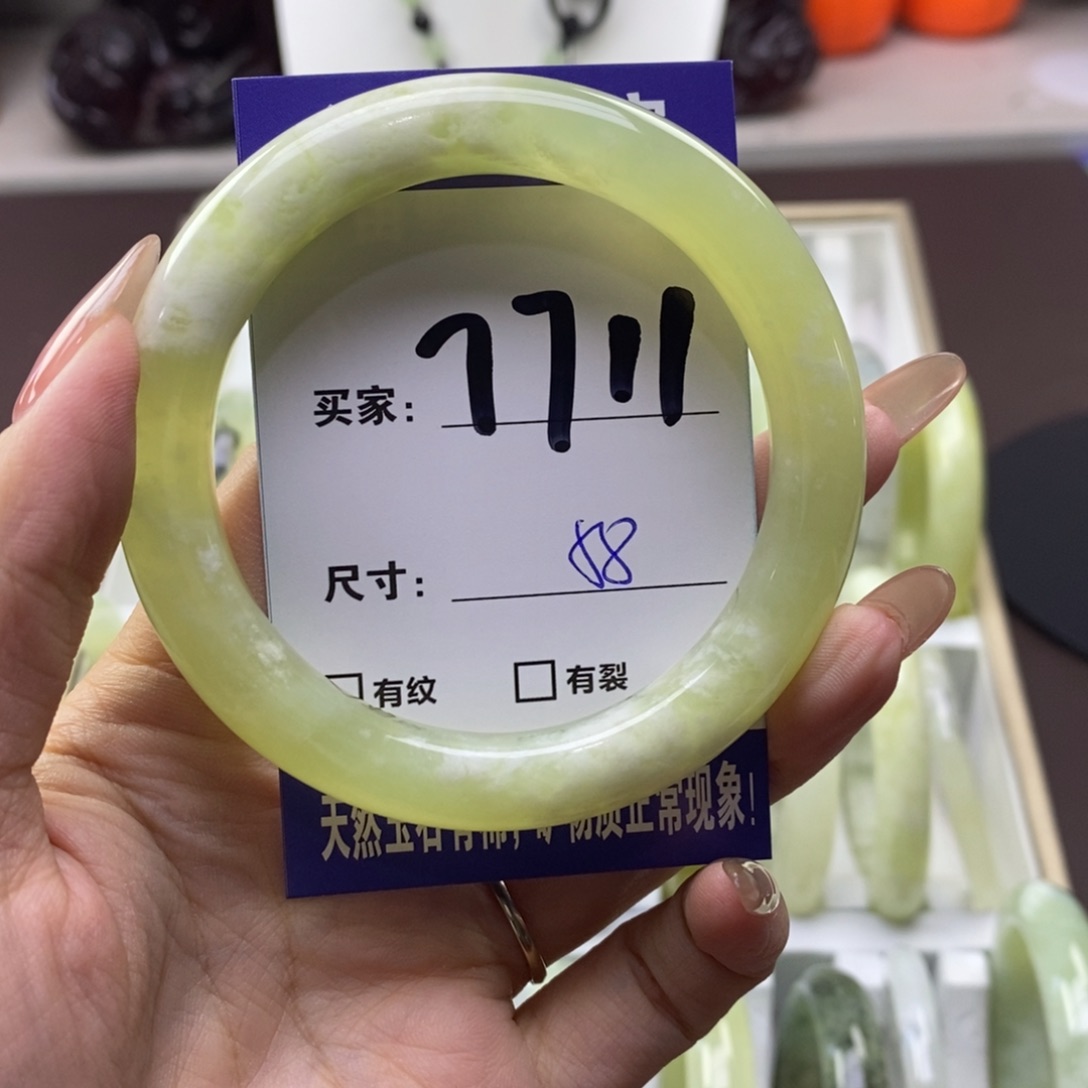 买家: 7711
尺寸: 58
有纹 有裂
天然玉石有棉,矿物质正常现象!